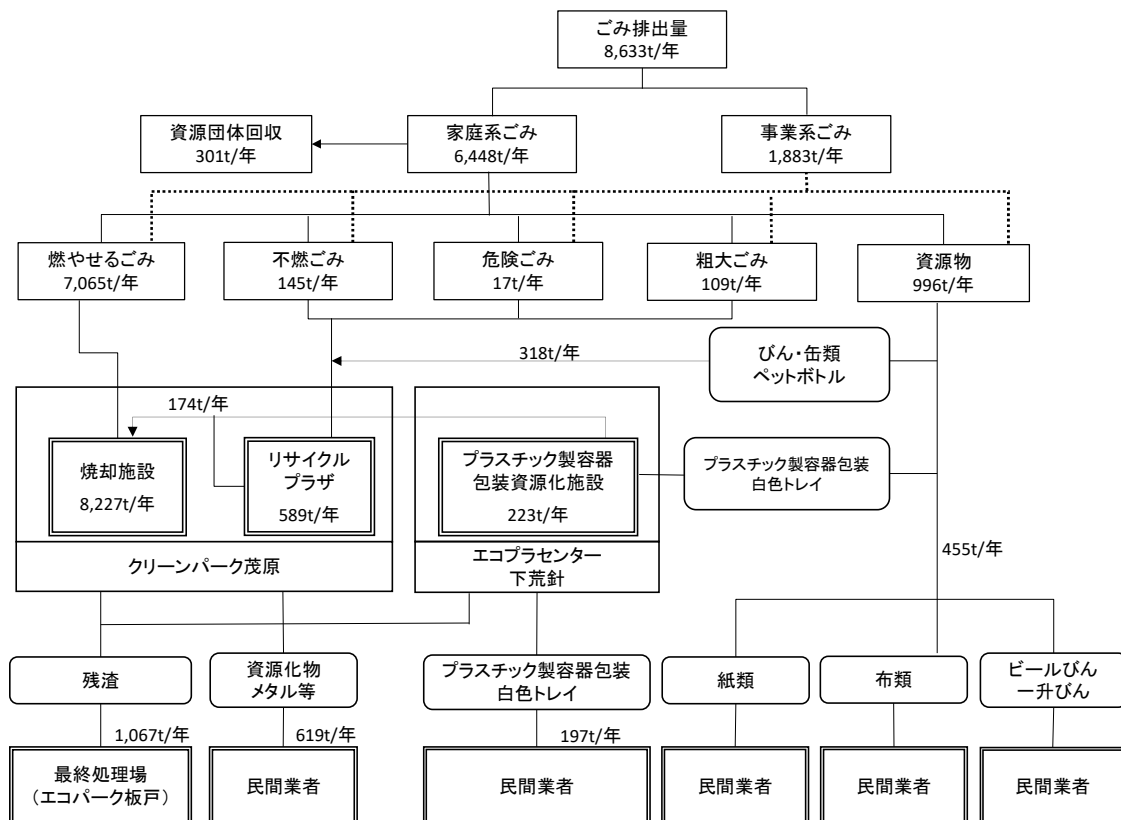 ごみ排出量
8,633t/年
資源団体回収
301t/年
家庭系ごみ
6,448t/年
事業系ごみ
1,883t/年
燃やせるごみ
7,065t/年
不燃ごみ
145t/年
危険ごみ
17t/年
粗大ごみ
109t/年
資源物
996t/年
318t/年
びん・缶類
ペットボトル
174t/年
焼却施設
8,227t/年
リサイクル
プラザ
589t/年
プラスチック製容器
包装資源化施設
223t/年
プラスチック製容器包装
白色トレイ
クリーンパーク茂原
エコプラセンター
下荒針
455t/年
残渣
資源化物
メタル等
プラスチック製容器包装
白色トレイ
紙類
布類
ビールびん
一升びん
1,067t/年
619t/年
197t/年
最終処理場
（エコパーク板戸）
民間業者
民間業者
民間業者
民間業者
民間業者